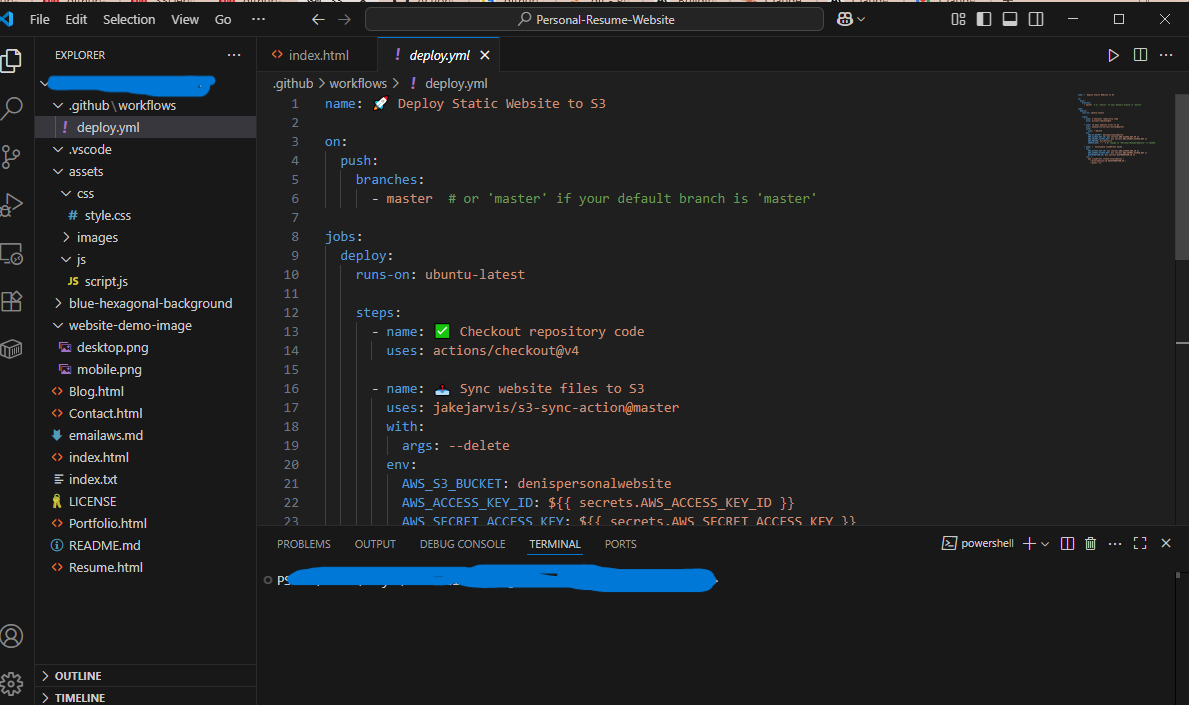 File Edit Selection View Go ··· Personal-Resume-Website
EXPLORER ···
.github\workflows
! deploy.yml
.vscode
assets
css
# style.css
images
js
JS script.js
blue-hexagonal-background
website-demo-image
desktop.png
mobile.png
<> Blog.html
<> Contact.html
emailaws.md
<> index.html
index.txt
LICENSE
<> Portfolio.html
README.md
<> Resume.html
OUTLINE
TIMELINE
<> index.html ! deploy.yml
.github > workflows > ! deploy.yml
1 name: 🚀 Deploy Static Website to S3
2
3 on:
4 push:
5 branches:
6 - master # or 'master' if your default branch is 'master'
7
8 jobs:
9 deploy:
10 runs-on: ubuntu-latest
11
12 steps:
13 - name: ✅ Checkout repository code
14 uses: actions/checkout@v4
15
16 - name: 📤 Sync website files to S3
17 uses: jakejarvis/s3-sync-action@master
18 with:
19 args: --delete
20 env:
21 AWS_S3_BUCKET: denispersonalwebsite
22 AWS_ACCESS_KEY_ID: ${{ secrets.AWS_ACCESS_KEY_ID }}
23 AWS_SECRET_ACCESS_KEY: ${{ secrets.AWS_SECRET_ACCESS_KEY }}
PROBLEMS OUTPUT DEBUG CONSOLE TERMINAL PORTS powershell
PS